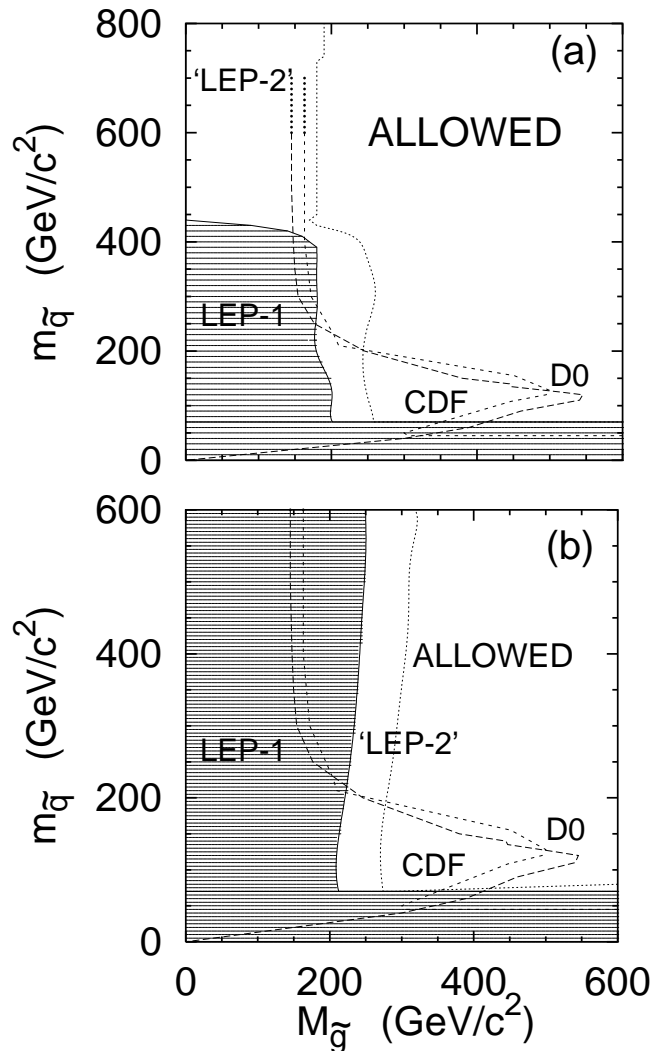 800
(a)
‘LEP-2’
ALLOWED
600
400
LEP-1
200
D0
CDF
0
m_q̃ (GeV/c²)
600
(b)
ALLOWED
400
LEP-1
‘LEP-2’
200
D0
CDF
0
m_q̃ (GeV/c²)
0 200 400 600
M_g̃ (GeV/c²)